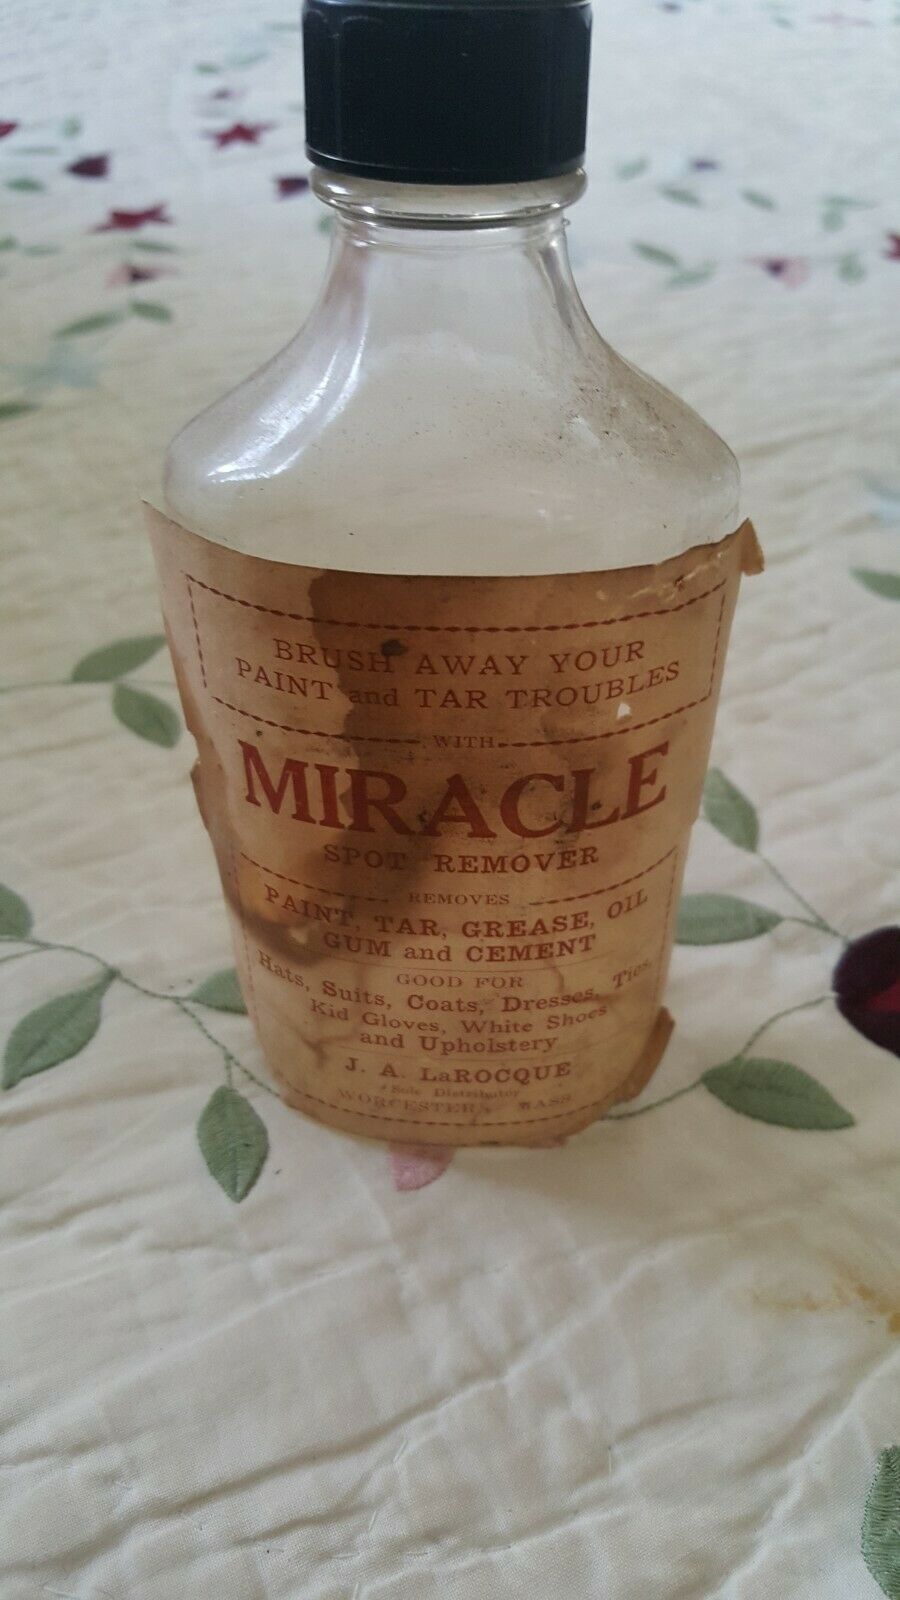 BRUSH AWAY YOUR
PAINT and TAR TROUBLES
WITH
MIRACLE
SPOT REMOVER
REMOVES
PAINT, TAR, GREASE, OIL
GUM and CEMENT
GOOD FOR
Hats, Suits, Coats, Dresses, Ties,
Kid Gloves, White Shoes
and Upholstery
J. A. LaROCQUE
Sole Distributor
WORCESTER, MASS.